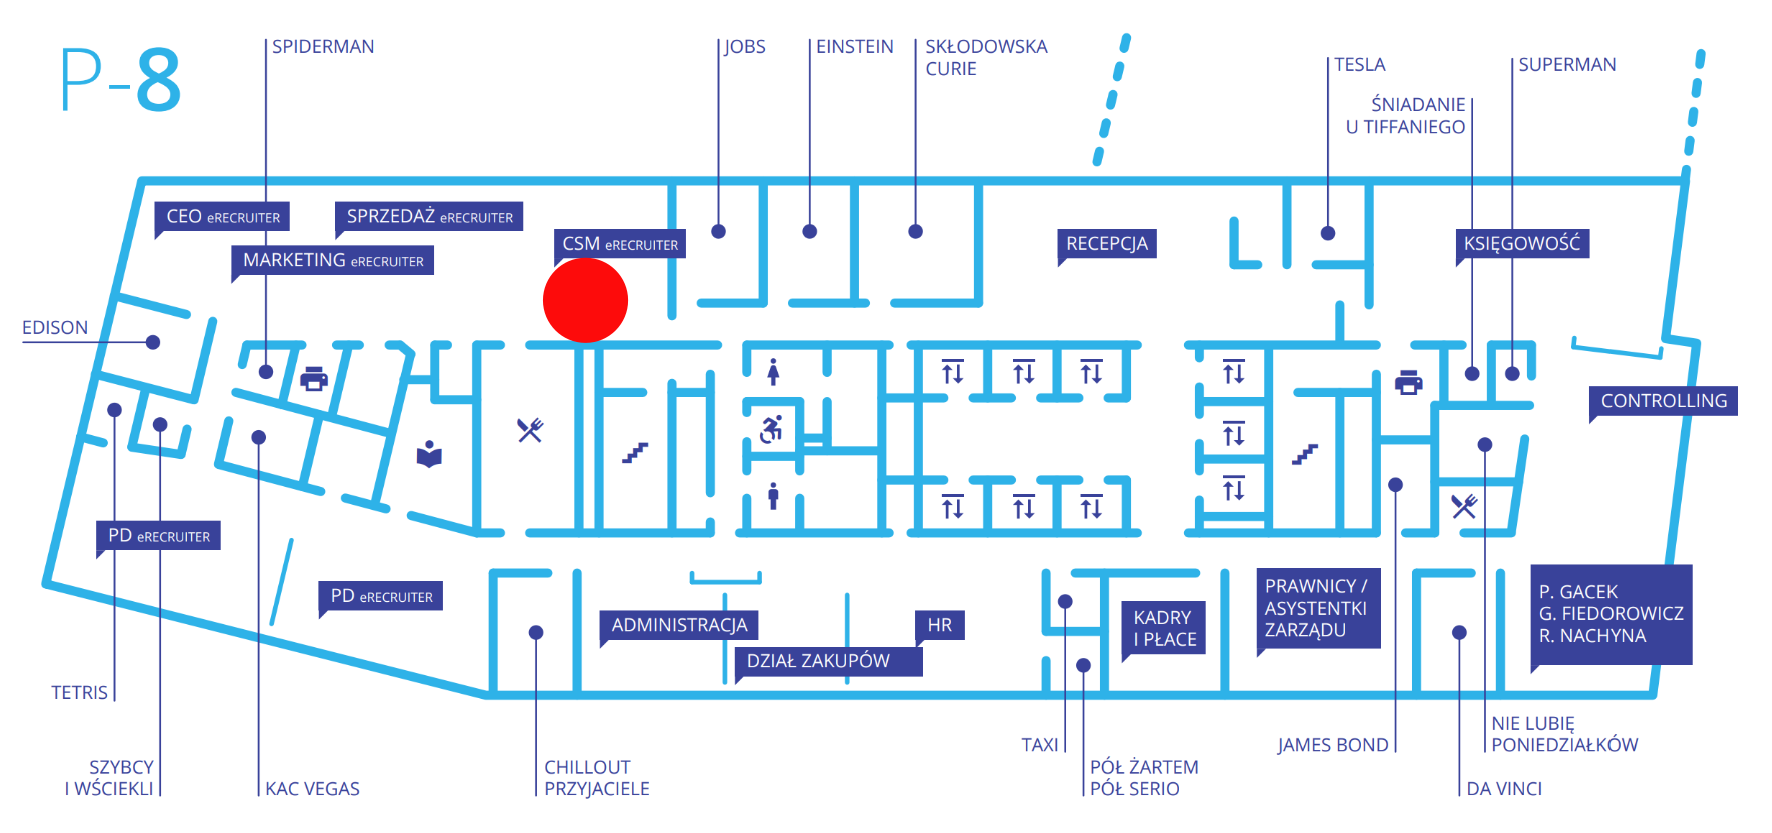 P-8
SPIDERMAN
JOBS
EINSTEIN
SKŁODOWSKA
CURIE
TESLA
SUPERMAN
ŚNIADANIE
U TIFFANIEGO
CEO eRECRUITER
SPRZEDAŻ eRECRUITER
MARKETING eRECRUITER
CSM eRECRUITER
RECEPCJA
KSIĘGOWOŚĆ
EDISON
CONTROLLING
PD eRECRUITER
PD eRECRUITER
ADMINISTRACJA
DZIAŁ ZAKUPÓW
HR
KADRY
I PŁACE
PRAWNICY /
ASYSTENTKI
ZARZĄDU
P. GACEK
G. FIEDOROWICZ
R. NACHYNA
TETRIS
SZYBCY
I WŚCIEKLI
KAC VEGAS
CHILLOUT
PRZYJACIELE
TAXI
PÓŁ ŻARTEM
PÓŁ SERIO
JAMES BOND
NIE LUBIĘ
PONIEDZIAŁKÓW
DA VINCI